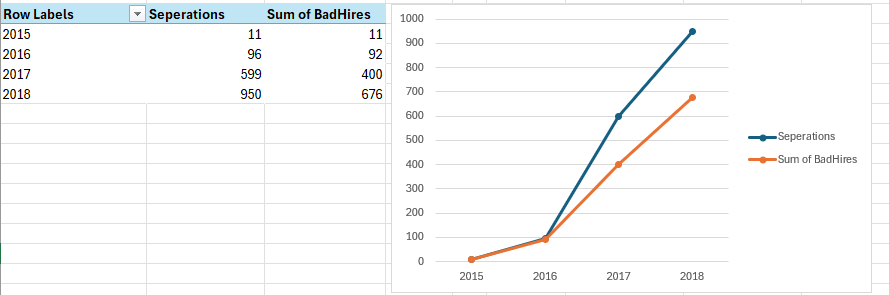 Row Labels Seperations Sum of BadHires
2015 11 11
2016 96 92
2017 599 400
2018 950 676
1000
900
800
700
600
500
400
300
200
100
0
2015 2016 2017 2018
Seperations
Sum of BadHires